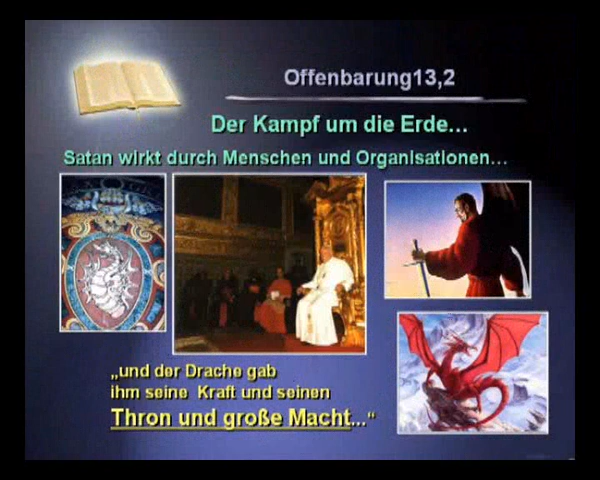 Offenbarung13,2
Der Kampf um die Erde...
Satan wirkt durch Menschen und Organisationen...
„und der Drache gab
ihm seine Kraft und seinen
Thron und große Macht...“